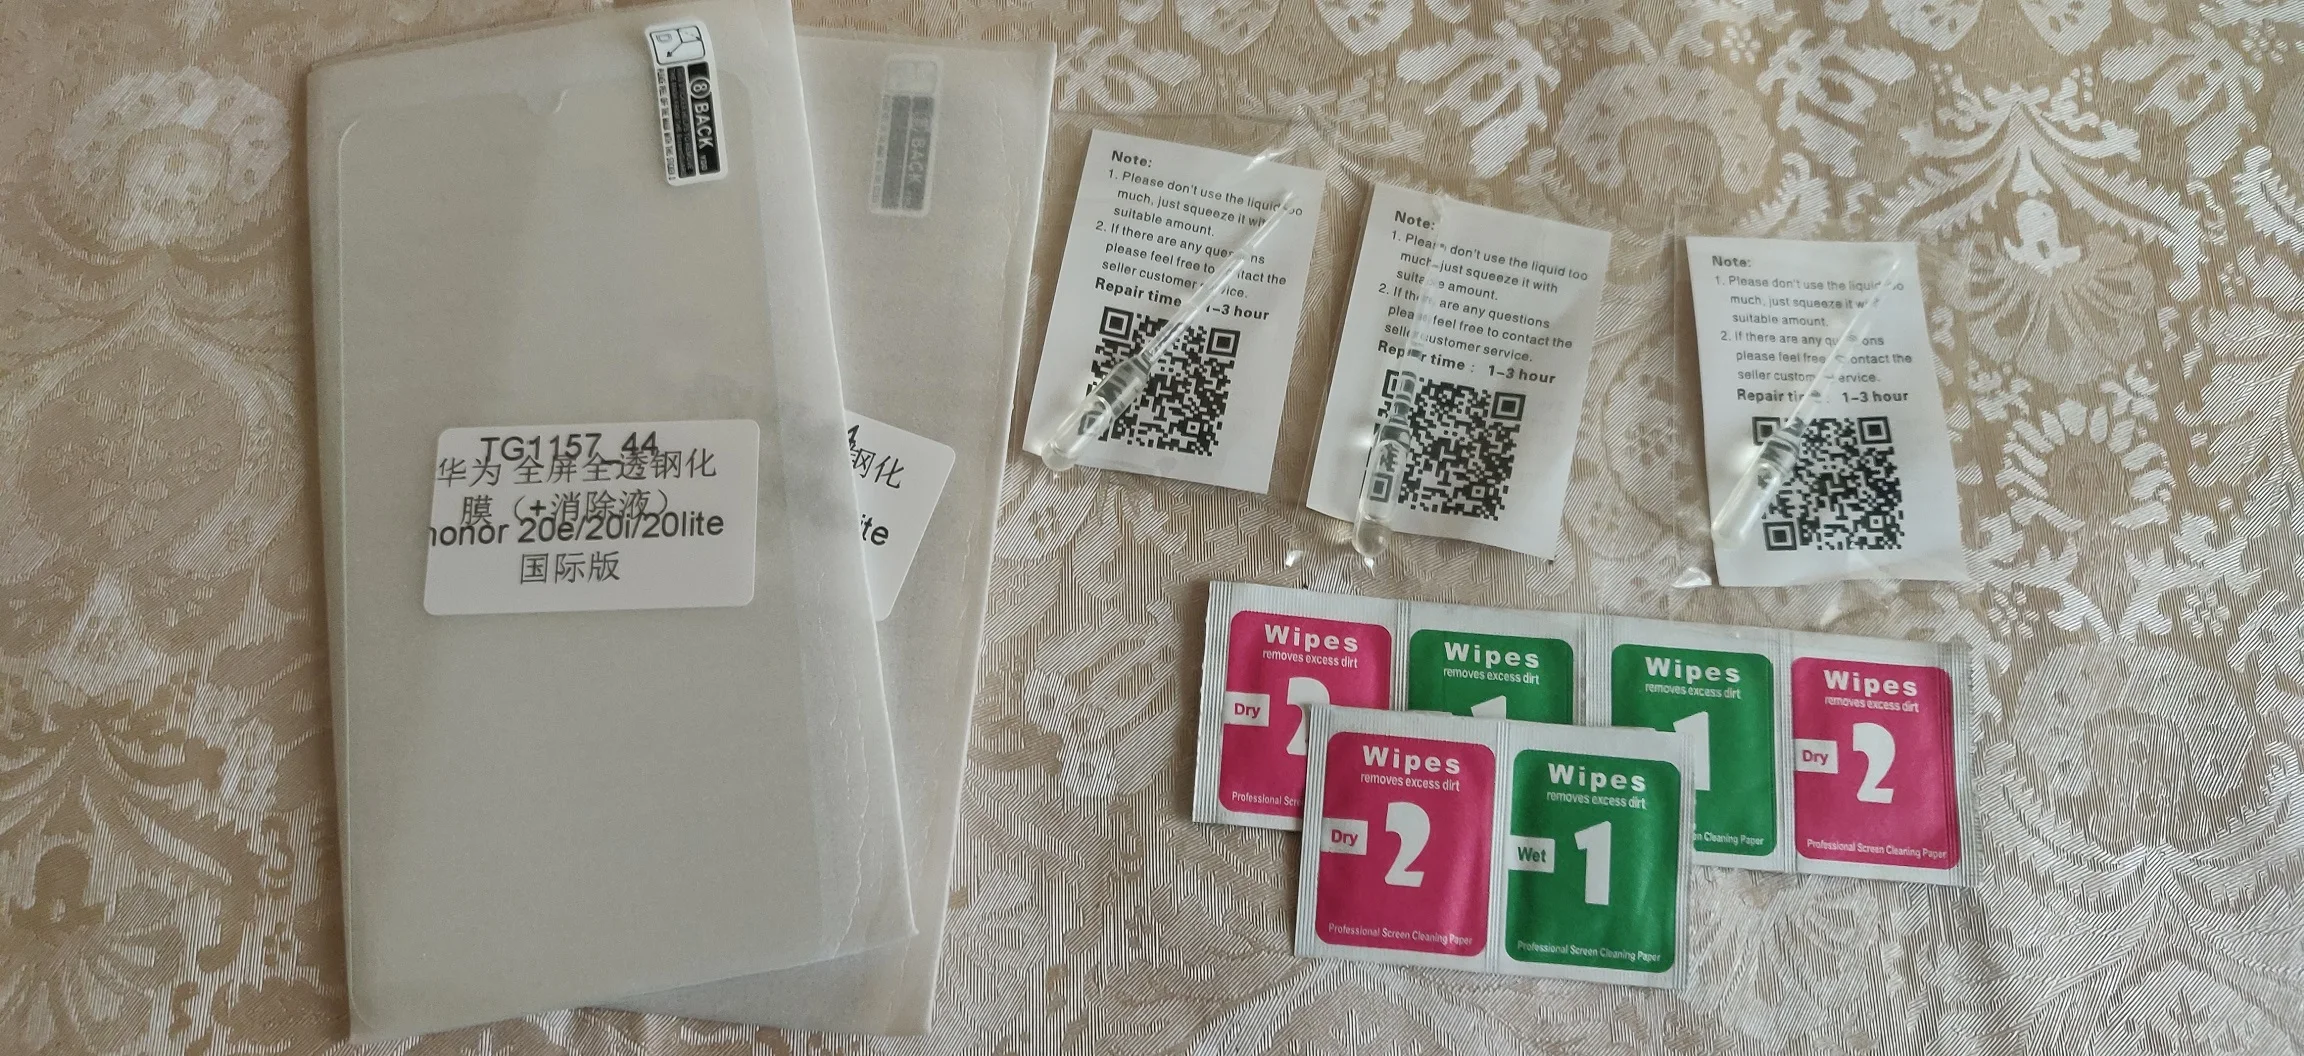 8 BACK
BACK
TG1157_44
华为 全屏全透钢化
膜（+消除液）
honor 20e/20i/20lite
国际版
钢化
ite
Note:
1. Please don't use the liquid too
much, just squeeze it with
suitable amount.
2. If there are any questions
please feel free to contact the
seller customer service.
Repair time 1–3 hour
Note:
1. Please don't use the liquid too
much, just squeeze it with
suitable amount.
2. If there are any questions
please feel free to contact the
seller customer service.
Repair time : 1–3 hour
Note:
1. Please don't use the liquid too
much, just squeeze it with
suitable amount.
2. If there are any questions
please feel free contact the
seller customer service.
Repair time : 1–3 hour
Wipes
removes excess dirt
Dry
2
Professional Scre
Wipes
removes excess dirt
1
Wipes
removes excess dirt
1
Cleaning Paper
Wipes
removes excess dirt
Dry
2
Professional Screen Cleaning Paper
Wipes
removes excess dirt
Dry
2
Professional Screen Cleaning Paper
Wipes
removes excess dirt
Wet
1
Professional Screen Cleaning Paper